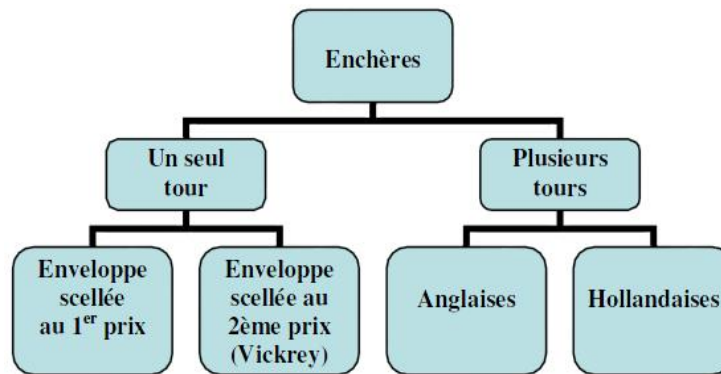 Enchères
Un seul
tour
Plusieurs
tours
Enveloppe
scellée
au 1er prix
Enveloppe
scellée au
2ème prix
(Vickrey)
Anglaises
Hollandaises